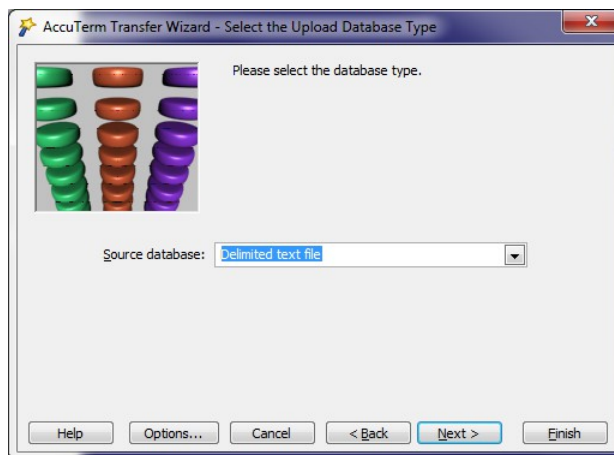 AccuTerm Transfer Wizard - Select the Upload Database Type
Please select the database type.
Source database: Delimited text file
Help Options... Cancel < Back Next > Finish